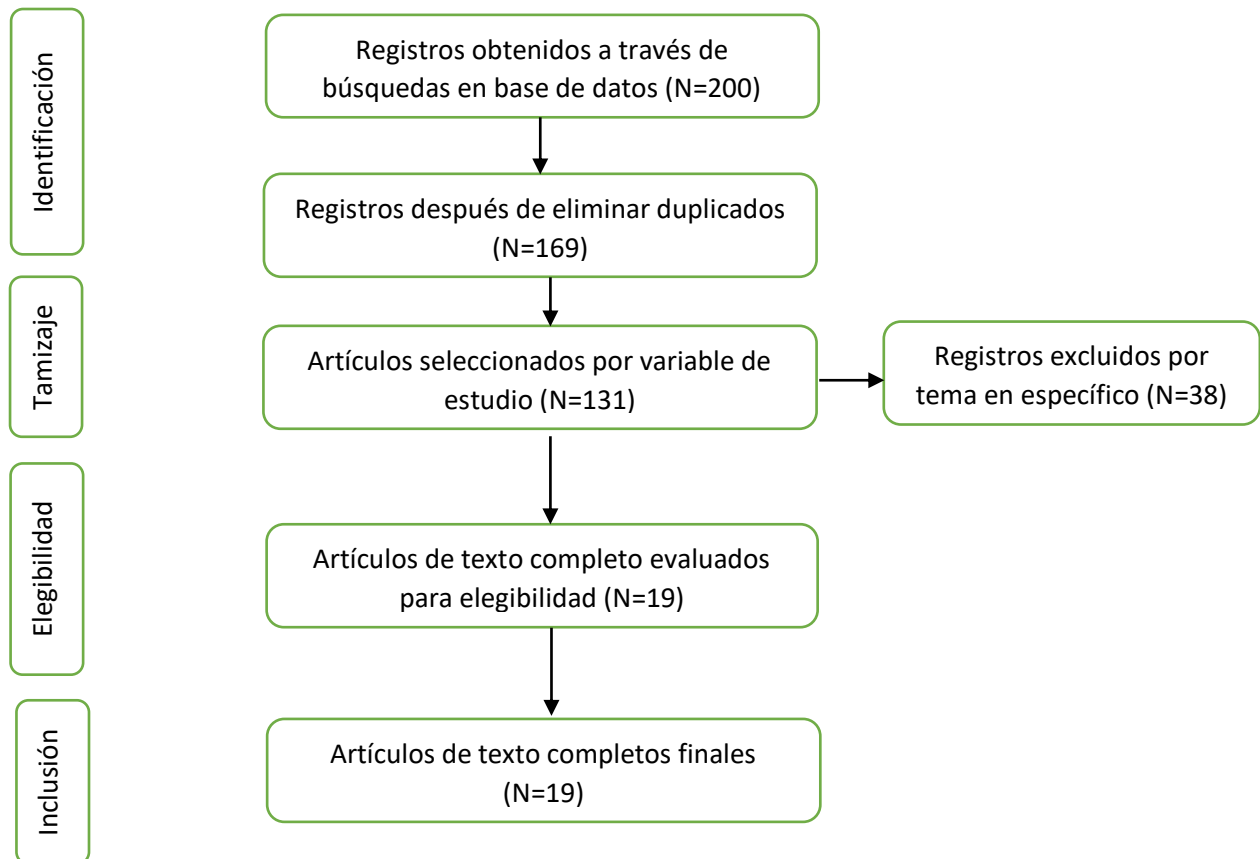 Identificación
Registros obtenidos a través de
búsquedas en base de datos (N=200)
Registros después de eliminar duplicados
(N=169)
Tamizaje
Artículos seleccionados por variable de
estudio (N=131)
Registros excluidos por
tema en específico (N=38)
Elegibilidad
Artículos de texto completo evaluados
para elegibilidad (N=19)
Inclusión
Artículos de texto completos finales
(N=19)